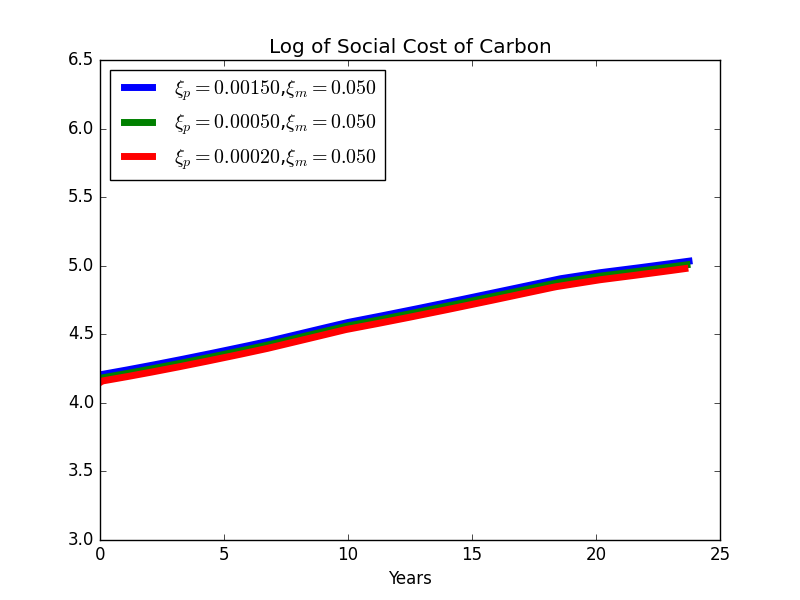 Log of Social Cost of Carbon
6.5
6.0
5.5
5.0
4.5
4.0
3.5
3.0
ξₚ = 0.00150,ξₘ = 0.050
ξₚ = 0.00050,ξₘ = 0.050
ξₚ = 0.00020,ξₘ = 0.050
0 5 10 15 20 25
Years